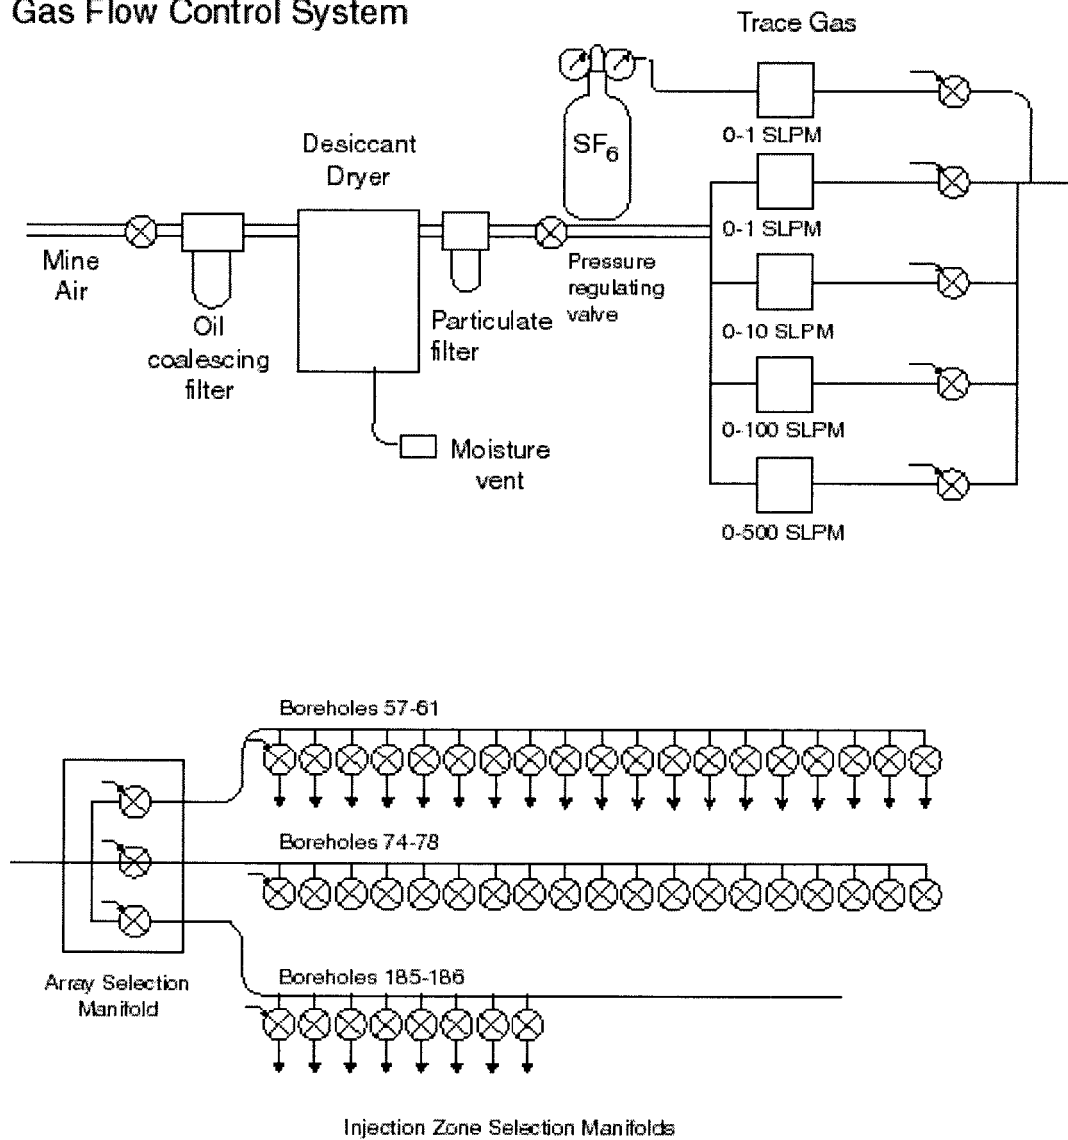 Gas Flow Control System
Trace Gas
SF6
0-1 SLPM
Desiccant
Dryer
0-1 SLPM
Mine
Air
Pressure
regulating
valve
Oil
coalescing
filter
Particulate
filter
0-10 SLPM
0-100 SLPM
Moisture
vent
0-500 SLPM
Boreholes 57-61
Boreholes 74-78
Array Selection
Manifold
Boreholes 185-186
Injection Zone Selection Manifolds